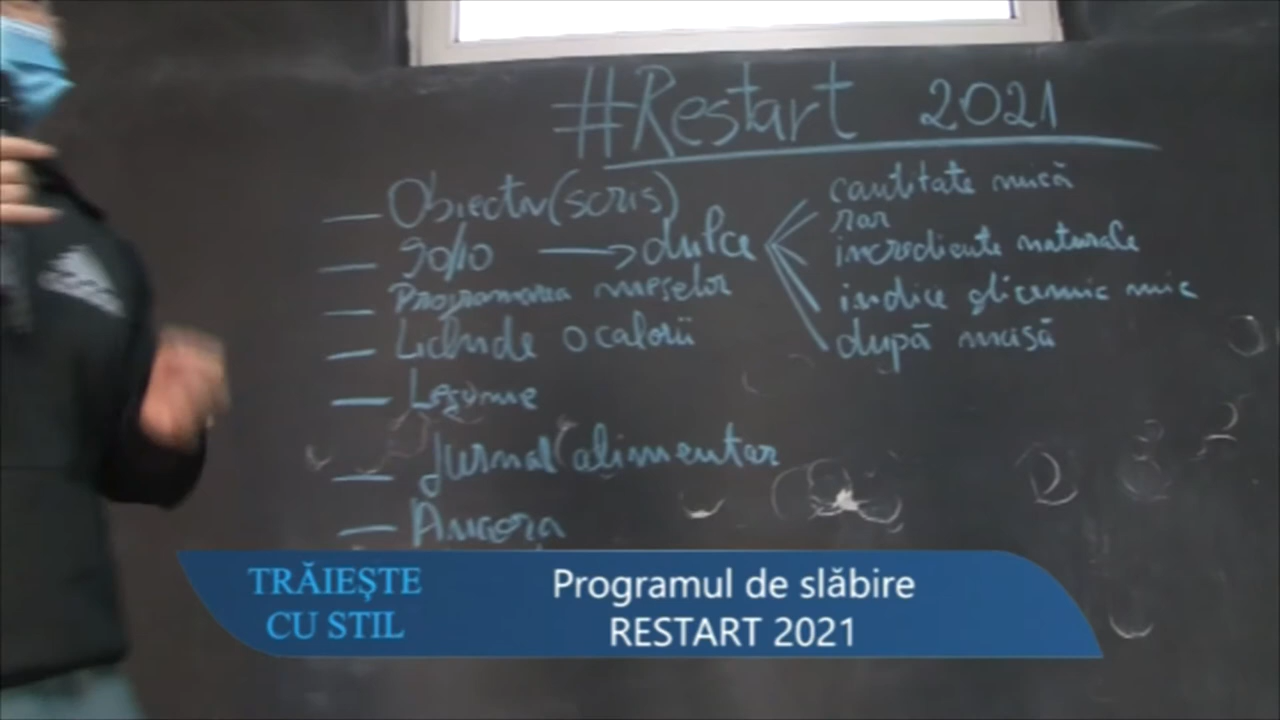 #Restart 2021
— Obiectiv (scris)
— 90/10 → dulce
cantitate mică
rar
ingrediente naturale
indice glicemic mic
după masă
— Programarea meselor
— Lichide 0 calorii
— Legume
— Jurnal alimentar
— Ancora
TRĂIEȘTE
CU STIL
Programul de slăbire
RESTART 2021